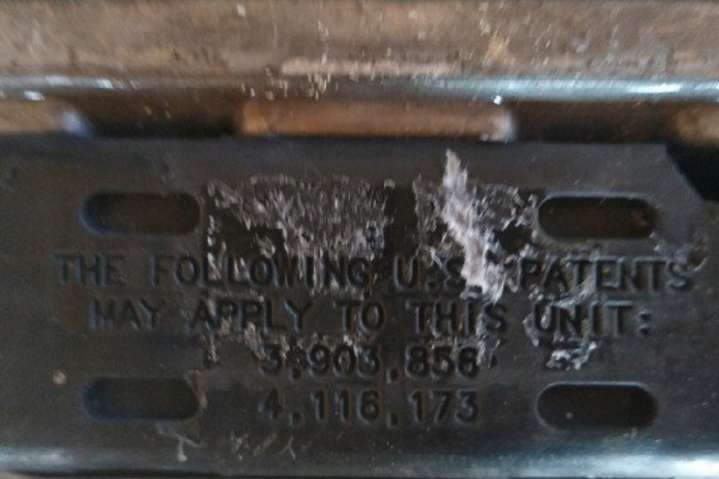 THE FOLLOWING U.S. PATENTS
MAY APPLY TO THIS UNIT:
3,903,856
4,116,173